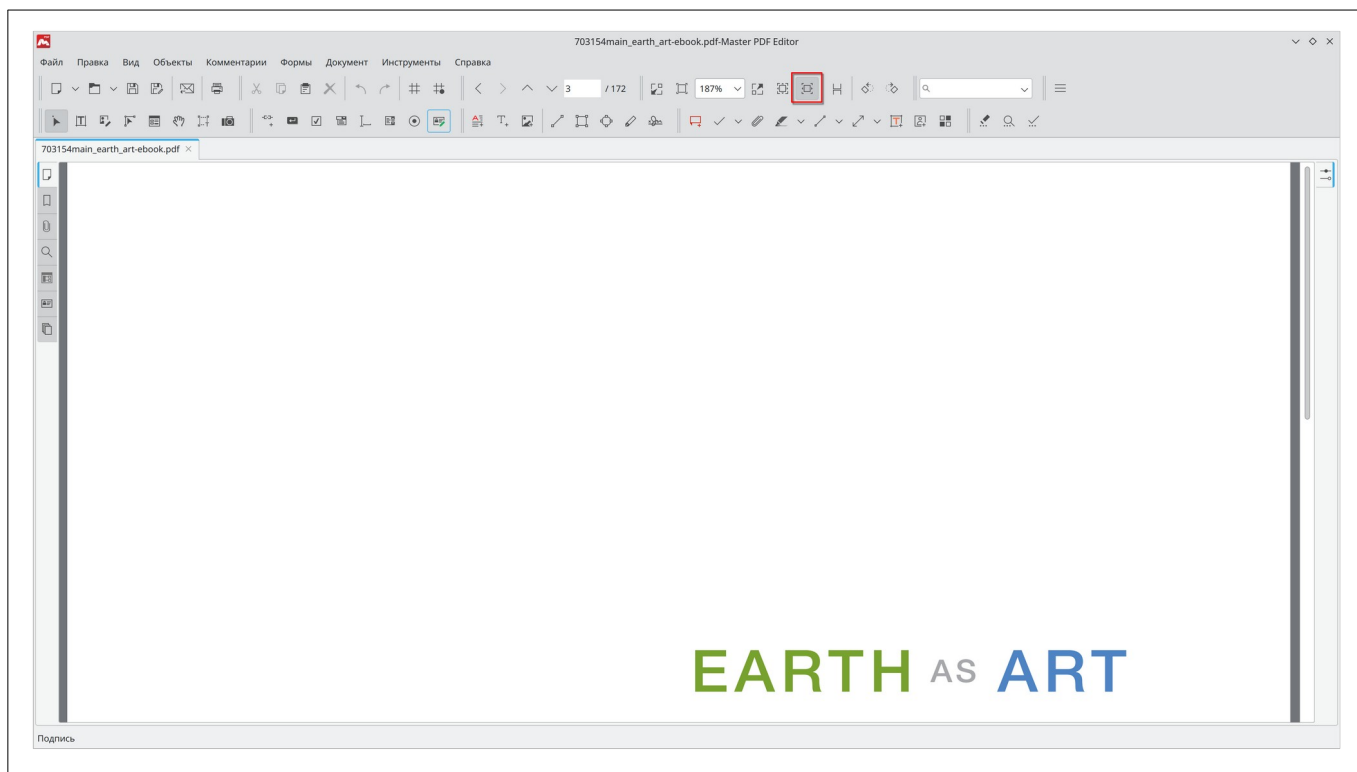 703154main_earth_art-ebook.pdf-Master PDF Editor
Файл Правка Вид Объекты Комментарии Формы Документ Инструменты Справка
3 / 172 187%
703154main_earth_art-ebook.pdf
EARTH AS ART
Подпись